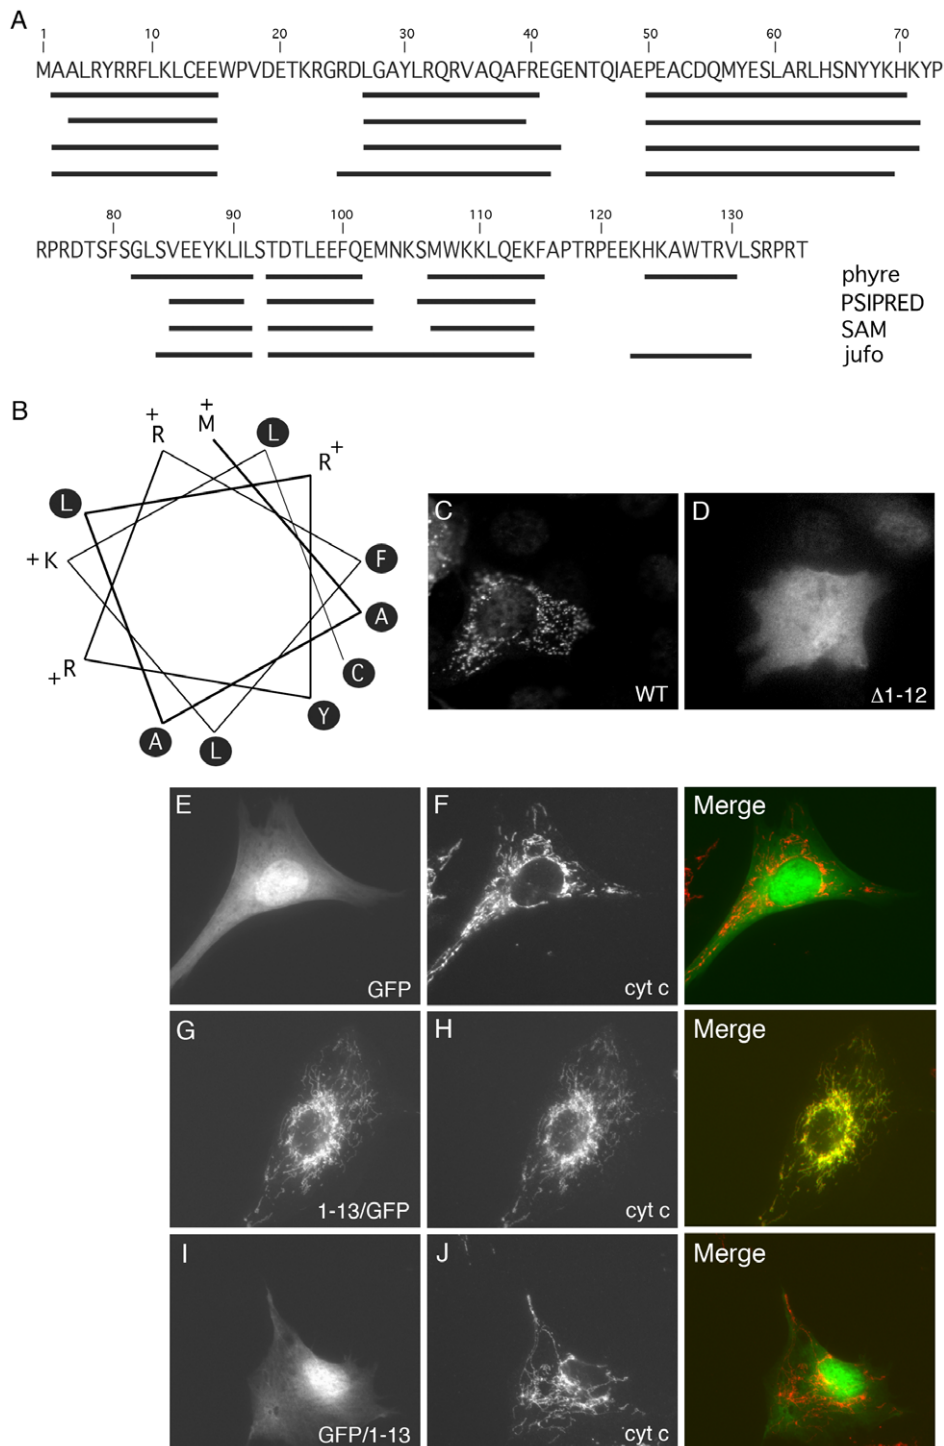 A
1 10 20 30 40 50 60 70
MAALRYRRFLKLCEEWPVDETKRGRDLGAYLRQRVAQAFREGENTQIAEPEACDQMYESLARLHSNYYKHKYP
80 90 100 110 120 130
RPRDTSFSGLSVEEYKLILSTDTLEEFQEMNKSMWKKLQEKFAPTRPEEKHKAWTRVLSRPRT
phyre
PSIPRED
SAM
jufo
B
+ +
R M L
R+
L
+K F
A
+R C
Y
A L
C WT
D Δ1-12
E GFP
F cyt c
Merge
G 1-13/GFP
H cyt c
Merge
I GFP/1-13
J cyt c
Merge